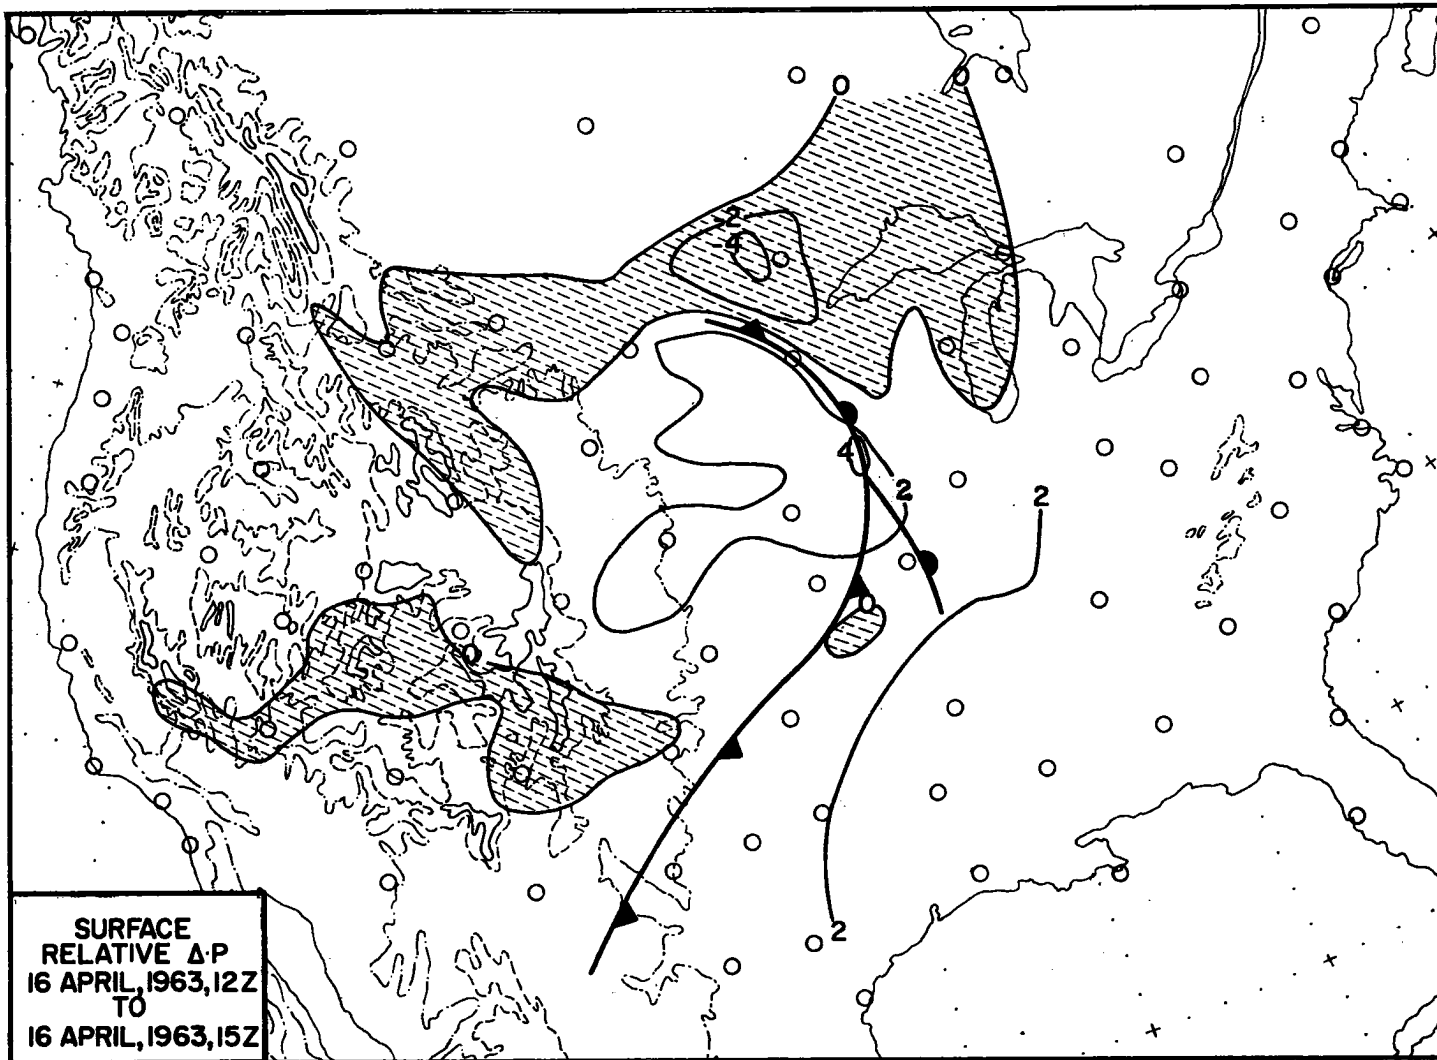 0
0
-2
-4
4
2
2
0
0
2
SURFACE
RELATIVE Δ·P
16 APRIL, 1963, 12Z
TO
16 APRIL, 1963, 15Z